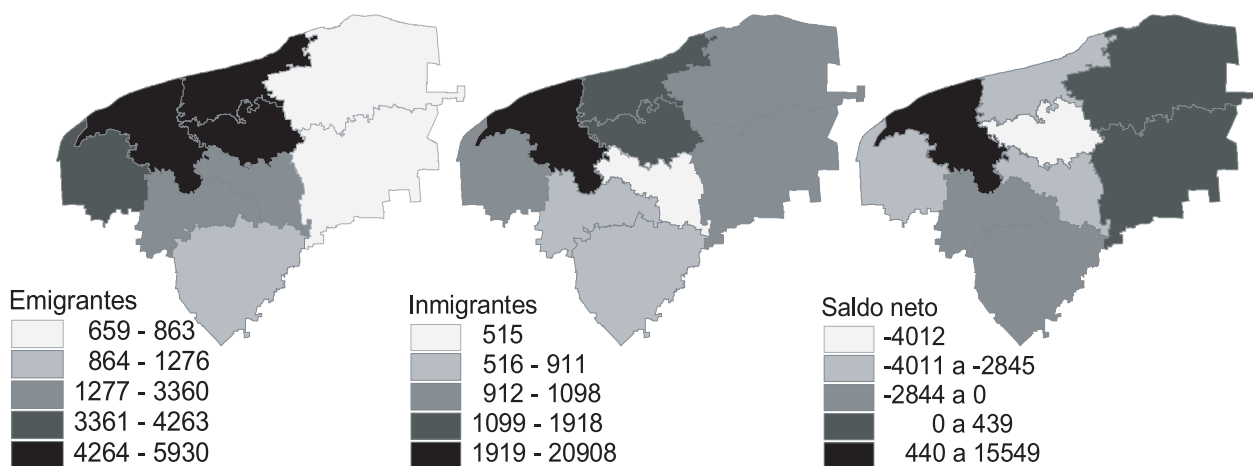 Emigrantes
659 - 863
864 - 1276
1277 - 3360
3361 - 4263
4264 - 5930
Inmigrantes
515
516 - 911
912 - 1098
1099 - 1918
1919 - 20908
Saldo neto
-4012
-4011 a -2845
-2844 a 0
0 a 439
440 a 15549